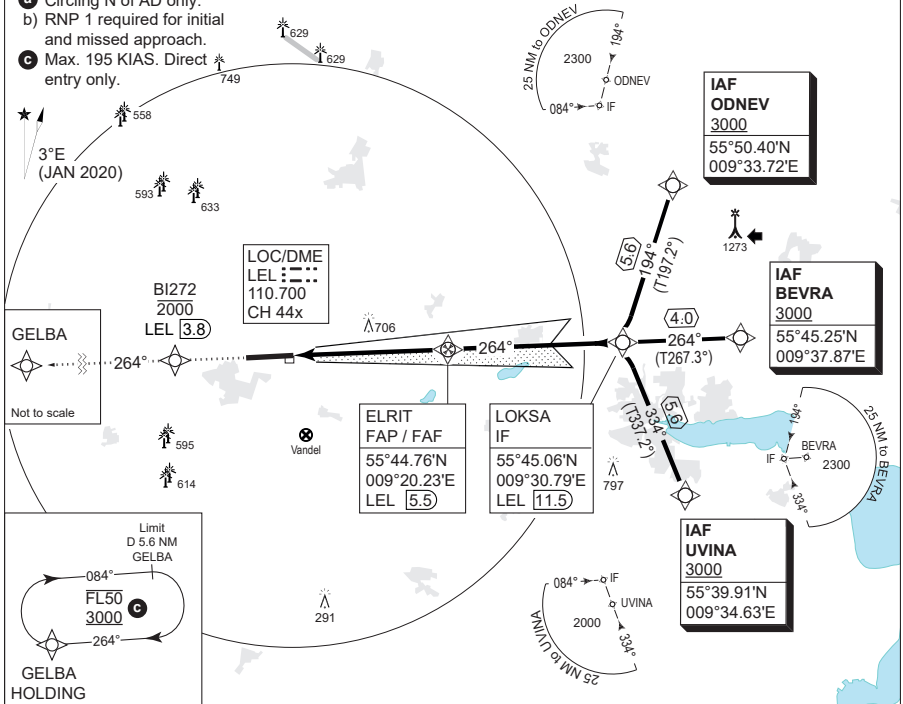 a Circling N of AD only.
b) RNP 1 required for initial
and missed approach.
c Max. 195 KIAS. Direct
entry only.
629
629
749
558
3°E
(JAN 2020)
593
633
25 NM to ODNEV
194°
2300
ODNEV
084°
IF
IAF
ODNEV
3000
55°50.40'N
009°33.72'E
1273
5.6
194°
(T197.2°)
LOC/DME
LEL
110.700
CH 44x
BI272
2000
LEL 3.8
706
GELBA
264°
Not to scale
264°
4.0
264°
(T267.3°)
IAF
BEVRA
3000
55°45.25'N
009°37.87'E
5.6
334°
(T337.2°)
ELRIT
FAP / FAF
55°44.76'N
009°20.23'E
LEL 5.5
LOKSA
IF
55°45.06'N
009°30.79'E
LEL 11.5
595
614
Vandel
797
194°
25 NM to BEVRA
IF
BEVRA
2300
334°
IAF
UVINA
3000
55°39.91'N
009°34.63'E
Limit
D 5.6 NM
GELBA
084°
FL50
3000
c
264°
GELBA
HOLDING
291
084°
IF
UVINA
2000
334°
25 NM to UVINA